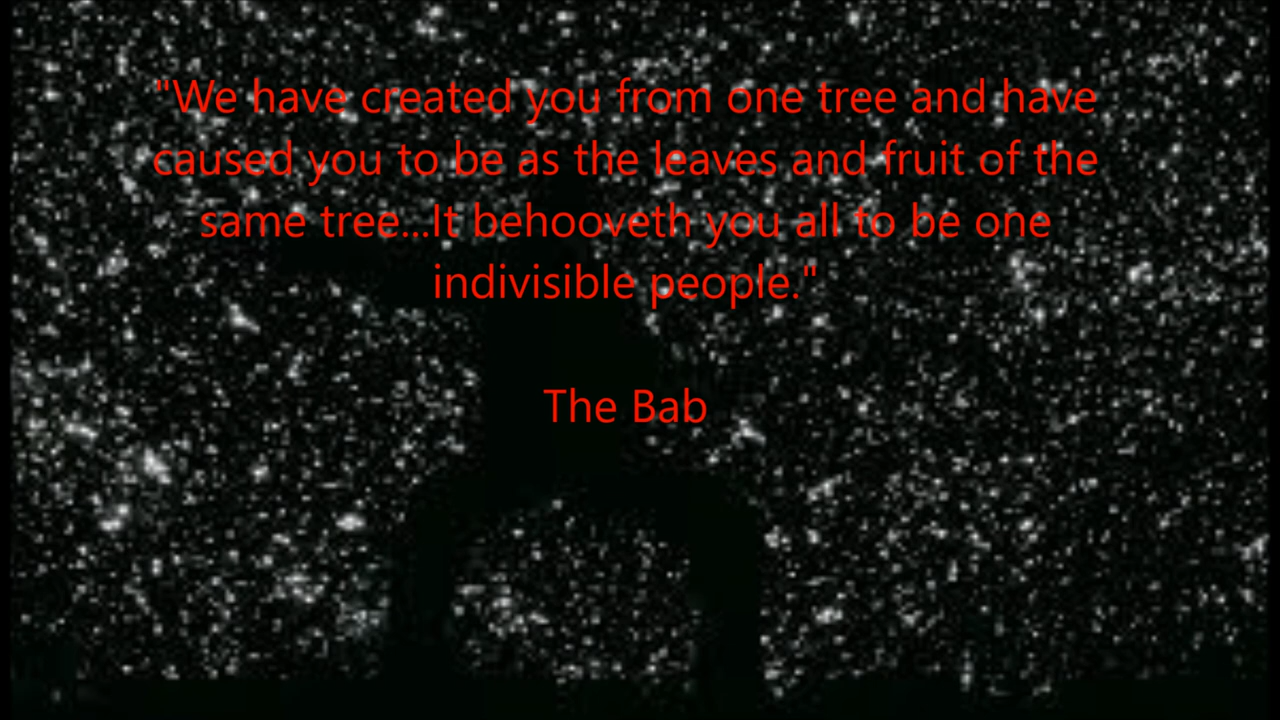 "We have created you from one tree and have
caused you to be as the leaves and fruit of the
same tree...It behooveth you all to be one
indivisible people."
The Bab